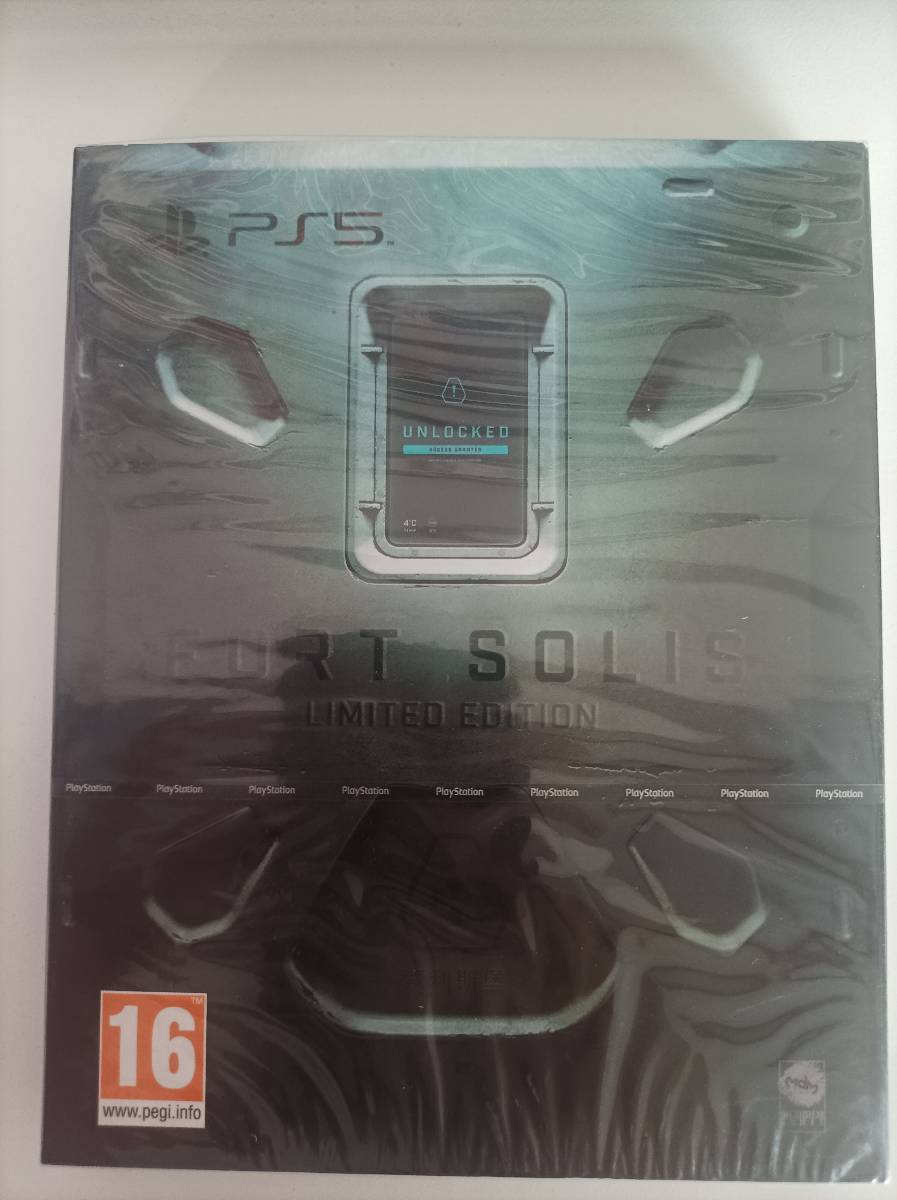 PS5
UNLOCKED
ACCESS GRANTED
4°C
FORT SOLIS
LIMITED EDITION
PlayStation PlayStation PlayStation PlayStation PlayStation PlayStation PlayStation PlayStation PlayStation
16™
www.pegi.info